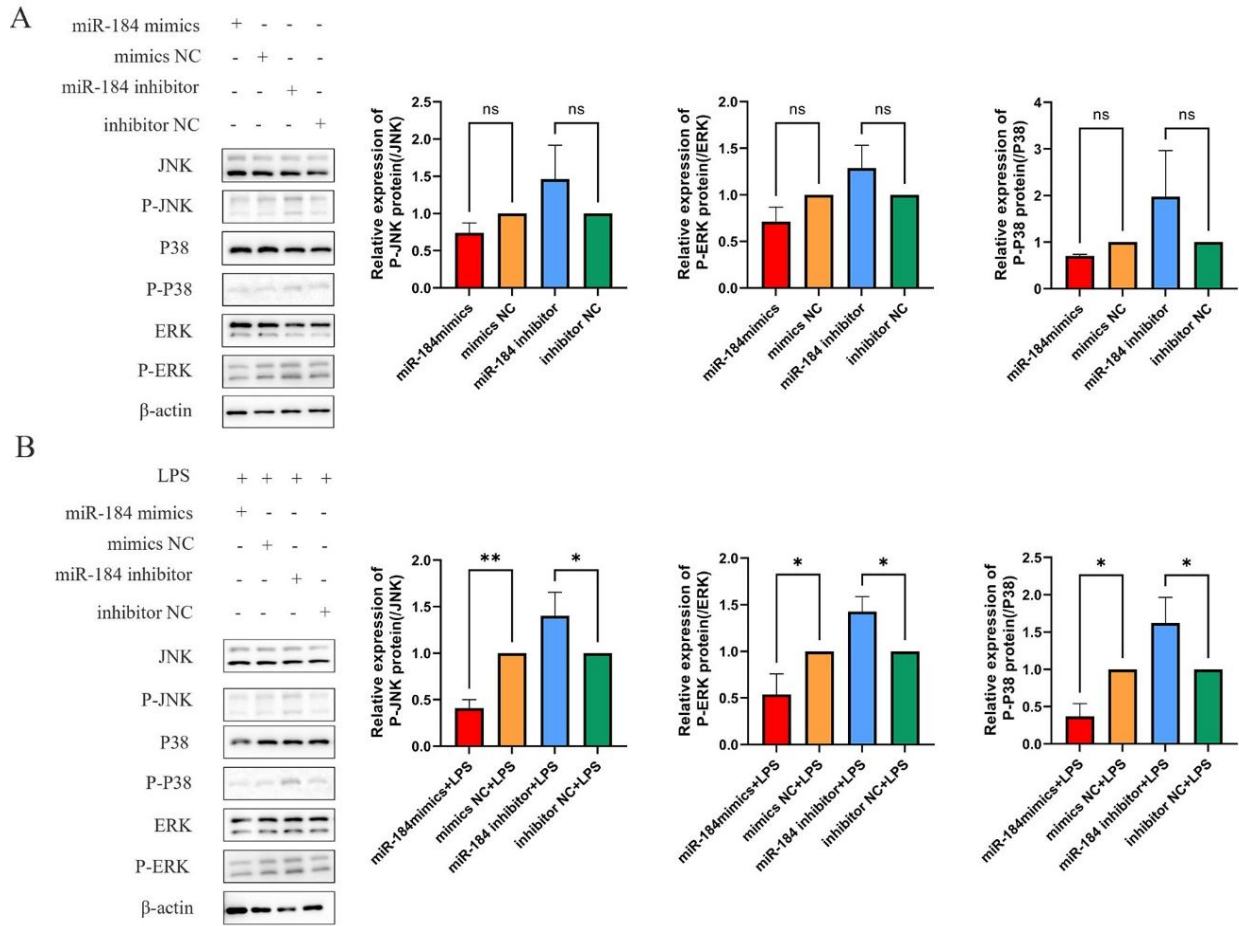 A
miR-184 mimics + - - -
mimics NC - + - -
miR-184 inhibitor - - + -
inhibitor NC - - - +
JNK
P-JNK
P38
P-P38
ERK
P-ERK
β-actin
Relative expression of
P-JNK protein(/JNK)
2.5
2.0
1.5
1.0
0.5
0.0
ns
ns
miR-184mimics
mimics NC
miR-184 inhibitor
inhibitor NC
Relative expression of
P-ERK protein(/ERK)
2.0
1.5
1.0
0.5
0.0
ns
ns
miR-184mimics
mimics NC
miR-184 inhibitor
inhibitor NC
Relative expression of
P-P38 protein(/P38)
4
3
2
1
0
ns
ns
miR-184mimics
mimics NC
miR-184 inhibitor
inhibitor NC
B
LPS + + + +
miR-184 mimics + - - -
mimics NC - + - -
miR-184 inhibitor - - + -
inhibitor NC - - - +
JNK
P-JNK
P38
P-P38
ERK
P-ERK
β-actin
Relative expression of
P-JNK protein(/JNK)
2.0
1.5
1.0
0.5
0.0
**
*
miR-184mimics+LPS
mimics NC+LPS
miR-184 inhibitor+LPS
inhibitor NC+LPS
Relative expression of
P-ERK protein(/ERK)
2.0
1.5
1.0
0.5
0.0
*
*
miR-184mimics+LPS
mimics NC+LPS
miR-184 inhibitor+LPS
inhibitor NC+LPS
Relative expression of
P-P38 protein(/P38)
2.5
2.0
1.5
1.0
0.5
0.0
*
*
miR-184mimics+LPS
mimics NC+LPS
miR-184 inhibitor+LPS
inhibitor NC+LPS